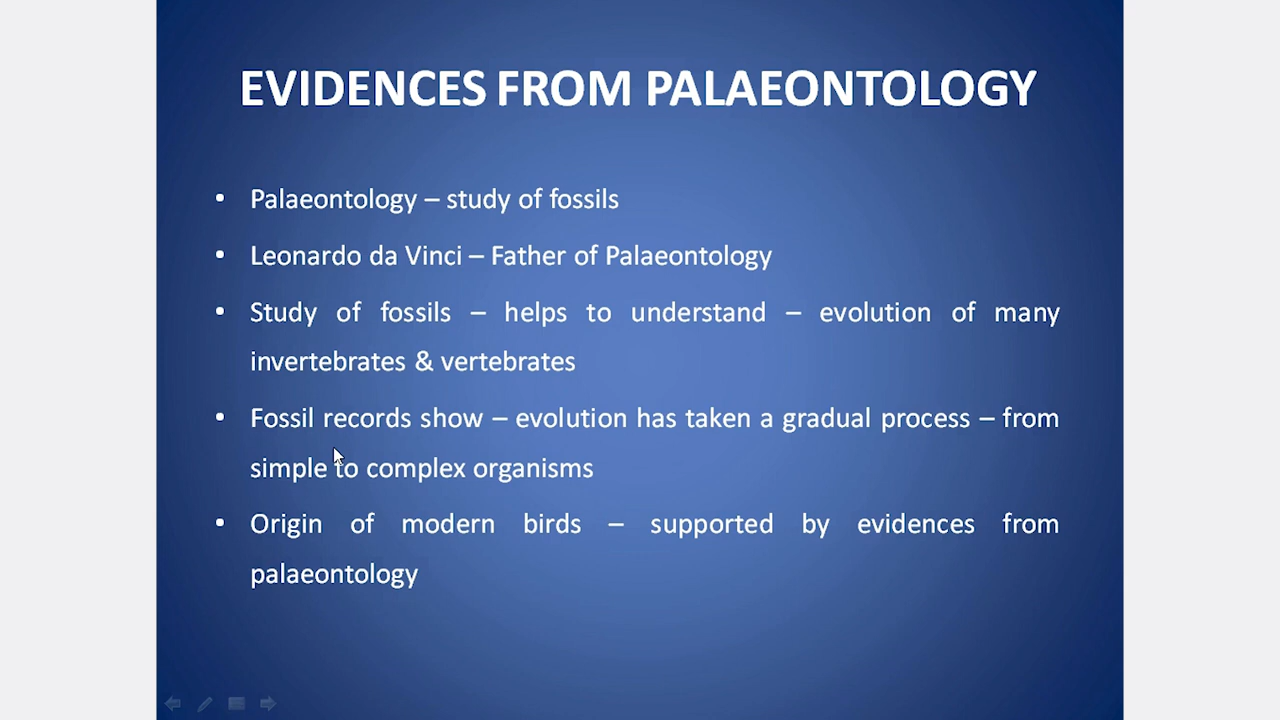 EVIDENCES FROM PALAEONTOLOGY
• Palaeontology – study of fossils
• Leonardo da Vinci – Father of Palaeontology
• Study of fossils – helps to understand – evolution of many
invertebrates & vertebrates
• Fossil records show – evolution has taken a gradual process – from
simple to complex organisms
• Origin of modern birds – supported by evidences from
palaeontology